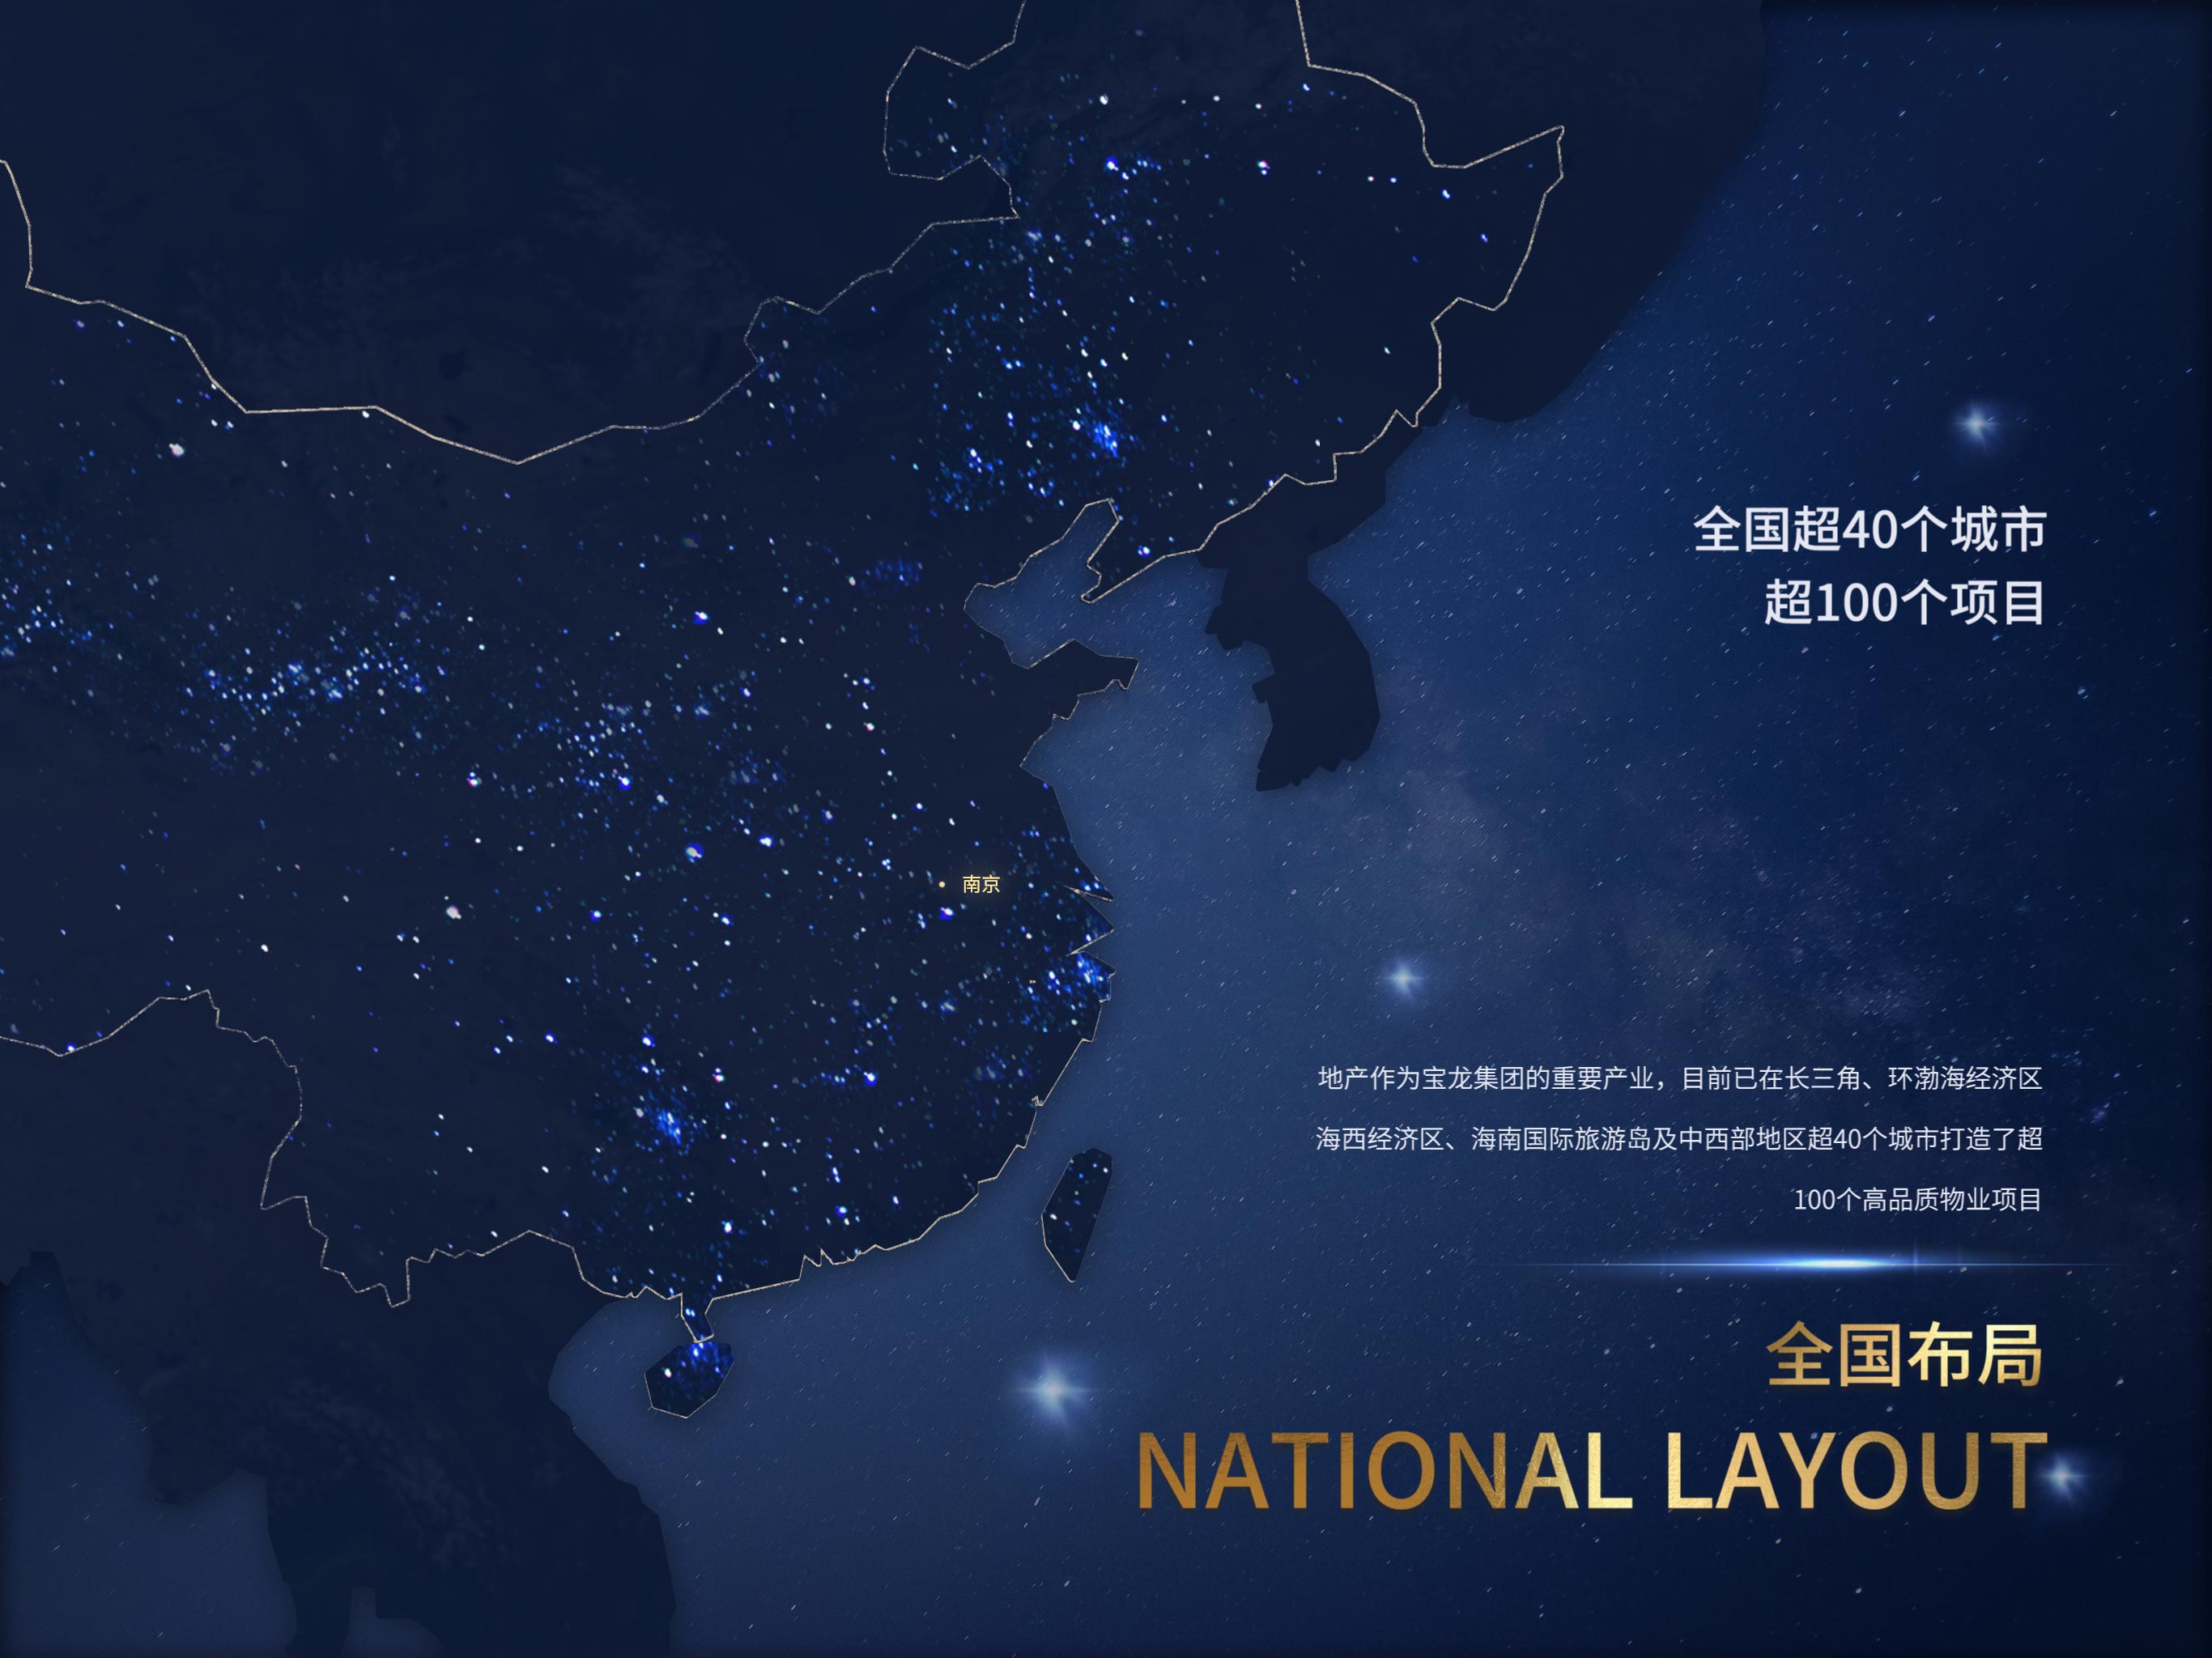 全国超40个城市
超100个项目
南京
地产作为宝龙集团的重要产业，目前已在长三角、环渤海经济区
海西经济区、海南国际旅游岛及中西部地区超40个城市打造了超
100个高品质物业项目
全国布局
NATIONAL LAYOUT